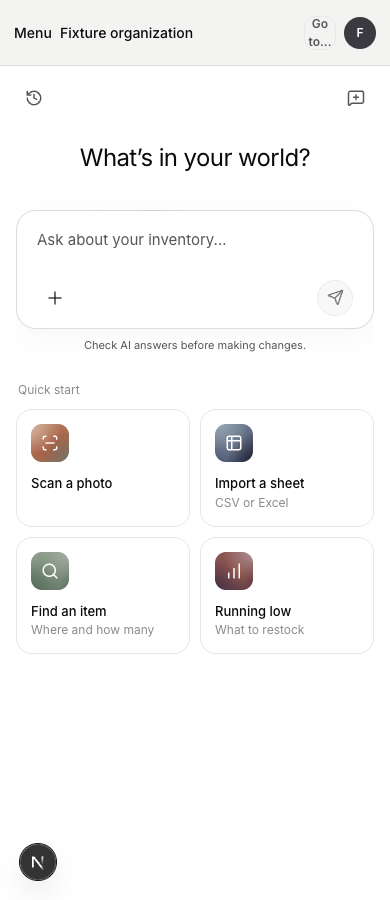 Menu Fixture organization
Go
to...
F
What's in your world?
Ask about your inventory...
Check AI answers before making changes.
Quick start
Scan a photo
Import a sheet
CSV or Excel
Find an item
Where and how many
Running low
What to restock
N